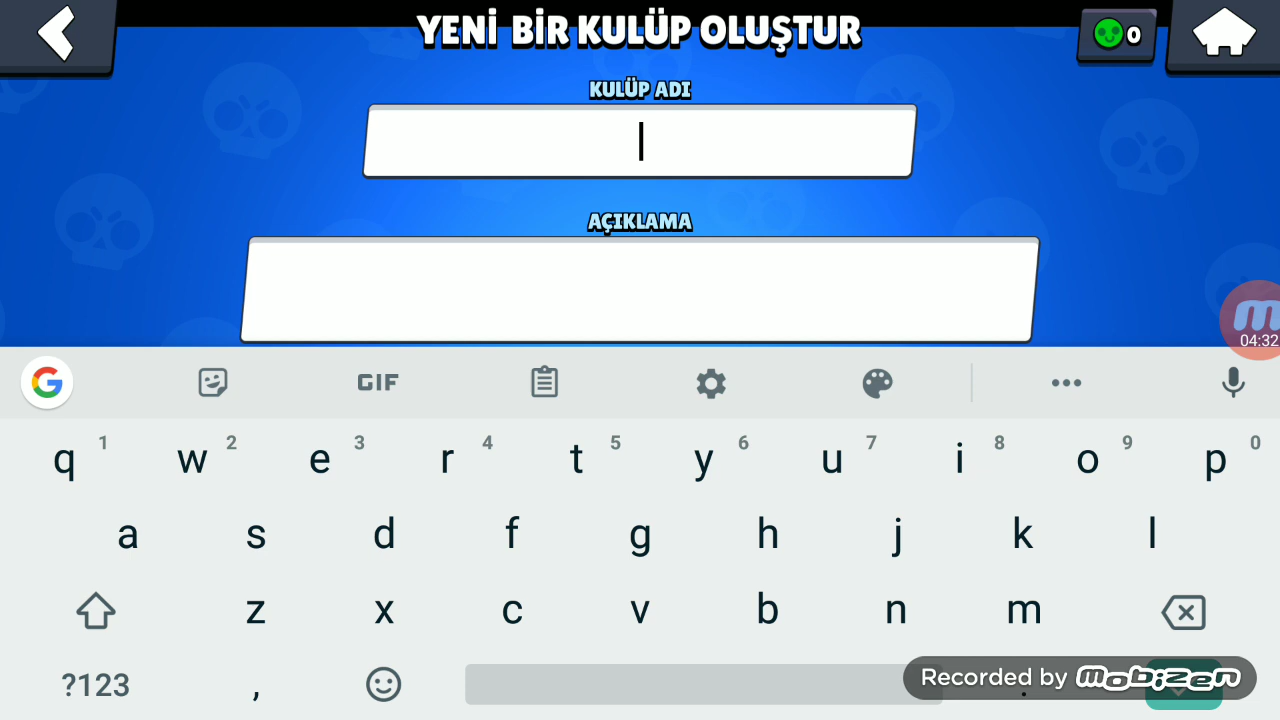 YENİ BİR KULÜP OLUŞTUR
0
KULÜP ADI
AÇIKLAMA
04:32
G GIF
q 1 w 2 e 3 r 4 t 5 y 6 u 7 i 8 o 9 p 0
a s d f g h j k l
z x c v b n m
?123 , .
Recorded by mobizen